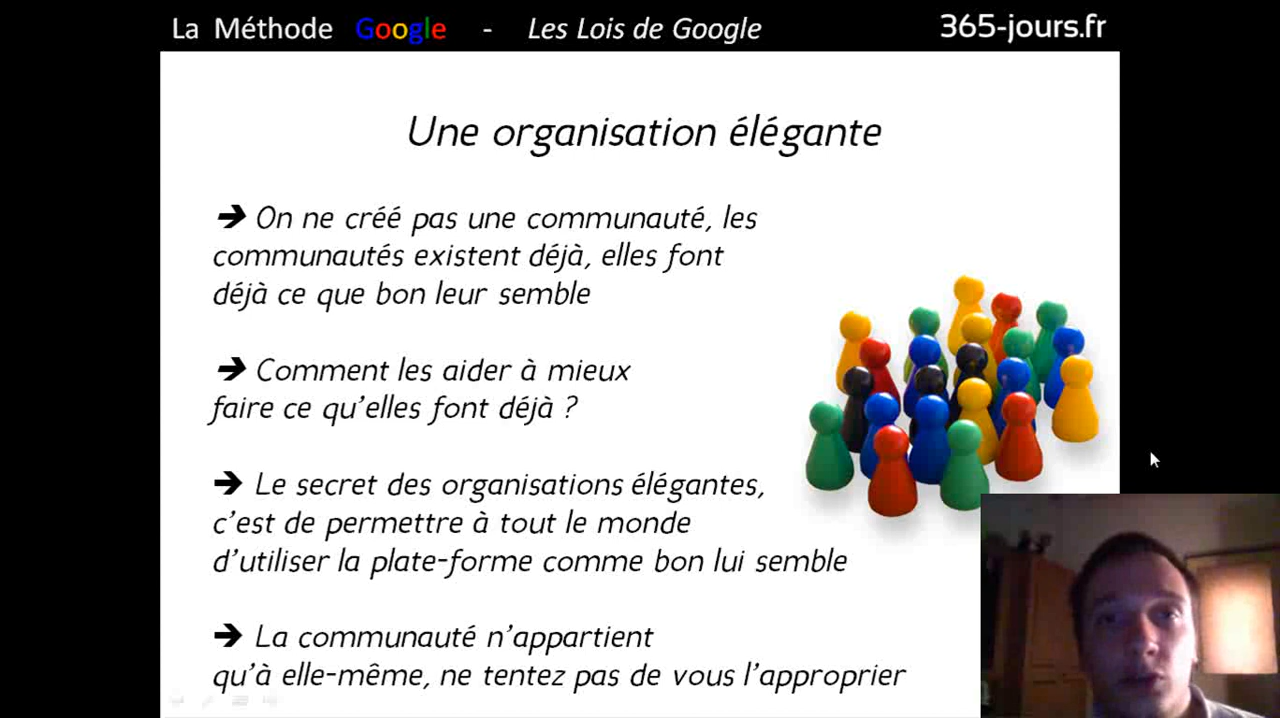 La Méthode Google - Les Lois de Google 365-jours.fr
Une organisation élégante
➔ On ne créé pas une communauté, les
communautés existent déjà, elles font
déjà ce que bon leur semble
➔ Comment les aider à mieux
faire ce qu'elles font déjà ?
➔ Le secret des organisations élégantes,
c'est de permettre à tout le monde
d'utiliser la plate-forme comme bon lui semble
➔ La communauté n'appartient
qu'à elle-même, ne tentez pas de vous l'approprier